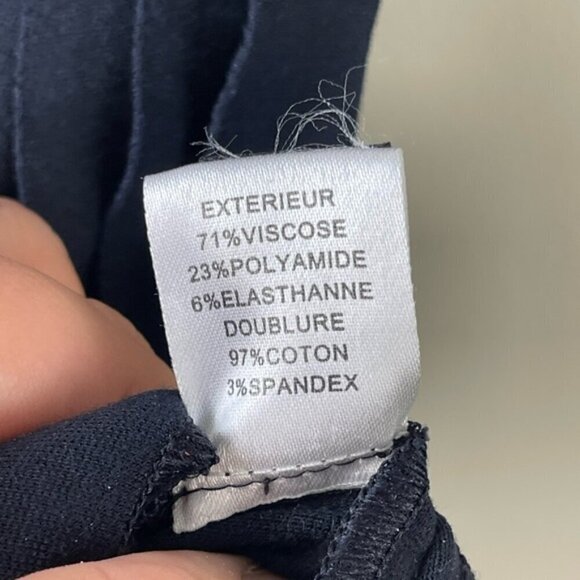 EXTERIEUR
71%VISCOSE
23%POLYAMIDE
6%ELASTHANNE
DOUBLURE
97%COTON
3%SPANDEX